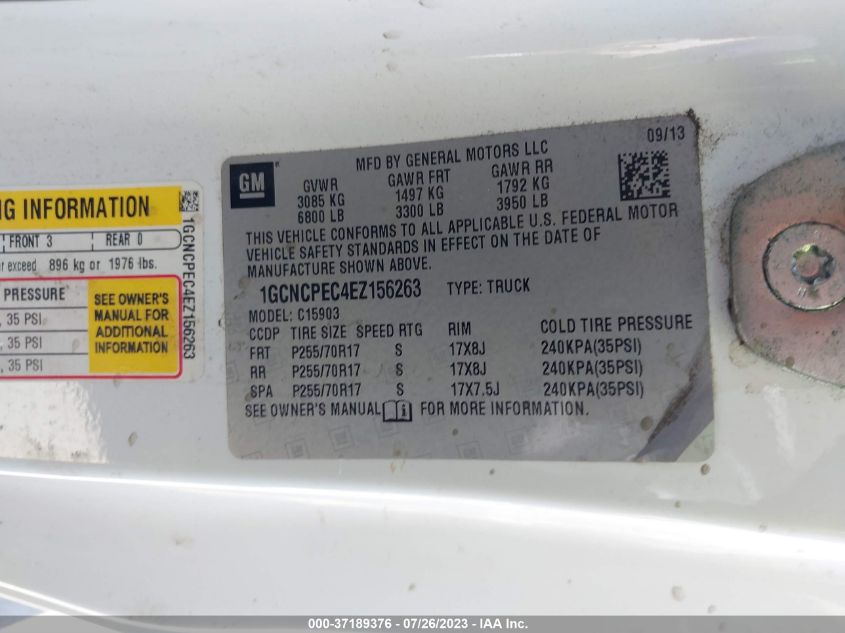 NG INFORMATION
FRONT 3 REAR 0
exceed 896 kg or 1976 lbs.
PRESSURE
, 35 PSI
, 35 PSI
, 35 PSI
SEE OWNER'S
MANUAL FOR
ADDITIONAL
INFORMATION
1GCNCPEC4EZ156263
GM
MFD BY GENERAL MOTORS LLC
09/13
GVWR GAWR FRT GAWR RR
3085 KG 1497 KG 1792 KG
6800 LB 3300 LB 3950 LB
THIS VEHICLE CONFORMS TO ALL APPLICABLE U.S. FEDERAL MOTOR
VEHICLE SAFETY STANDARDS IN EFFECT ON THE DATE OF
MANUFACTURE SHOWN ABOVE.
1GCNCPEC4EZ156263 TYPE: TRUCK
MODEL: C15903
CCDP TIRE SIZE SPEED RTG RIM COLD TIRE PRESSURE
FRT P255/70R17 S 17X8J 240KPA(35PSI)
RR P255/70R17 S 17X8J 240KPA(35PSI)
SPA P255/70R17 S 17X7.5J 240KPA(35PSI)
SEE OWNER'S MANUAL FOR MORE INFORMATION.
000-37189376 / 07/26/2023 - IAA Inc.